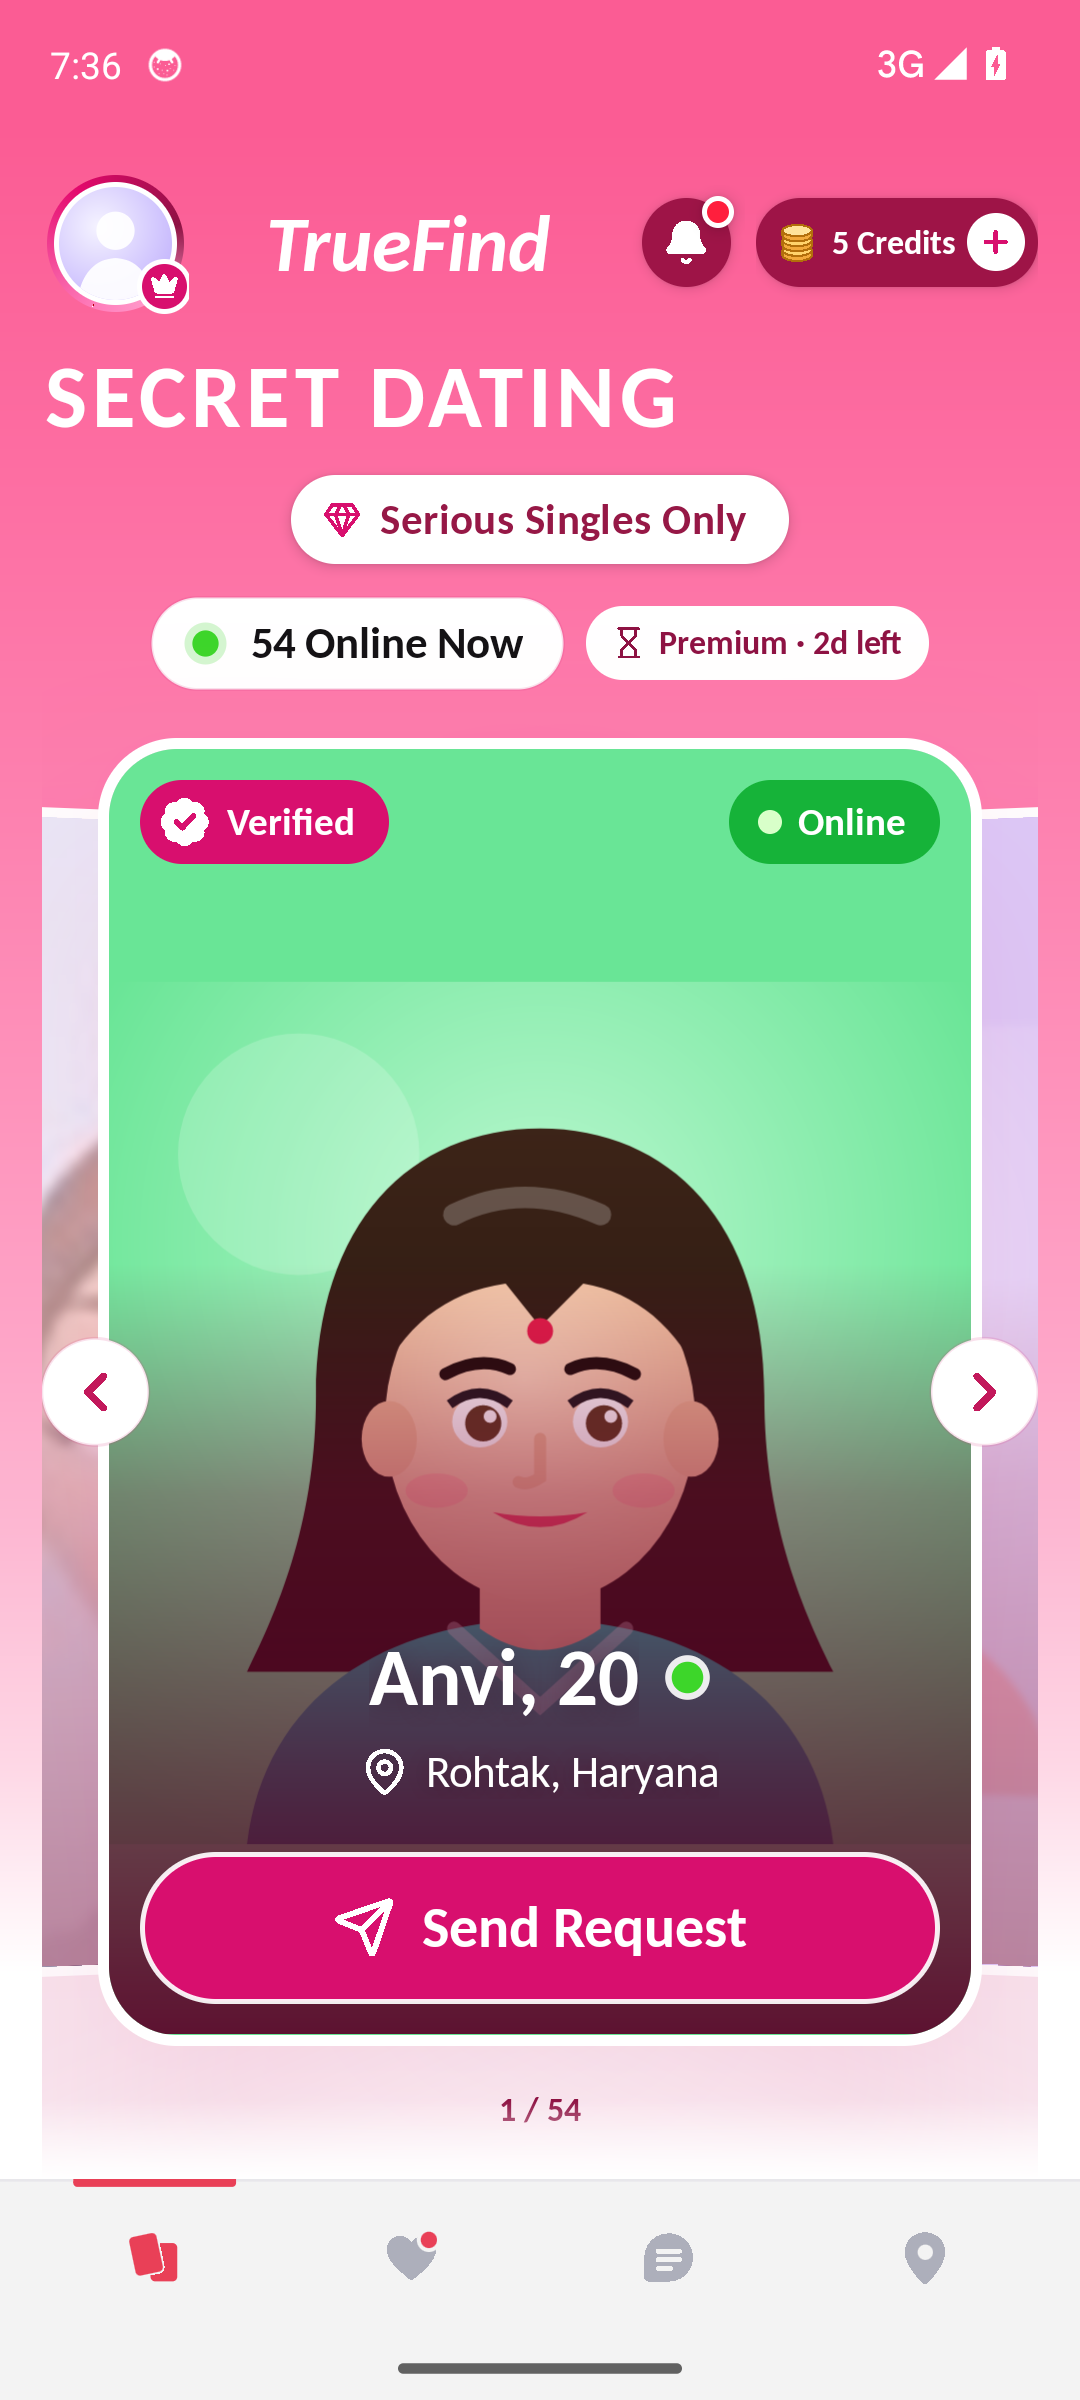 7:36
3G
TrueFind
5 Credits
SECRET DATING
Serious Singles Only
54 Online Now
Premium · 2d left
Verified
Online
Anvi, 20
Rohtak, Haryana
Send Request
1 / 54